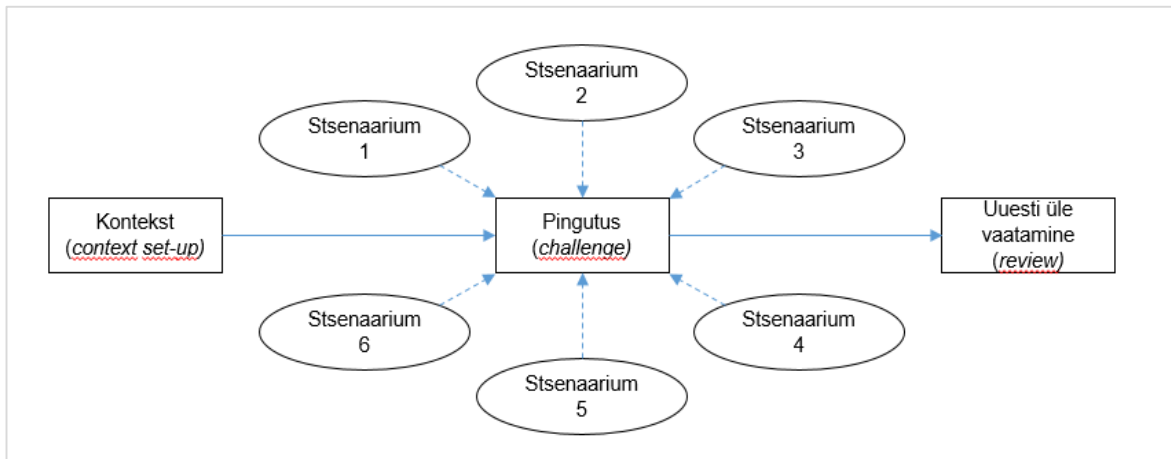 Stsenaarium
2
Stsenaarium
1
Stsenaarium
3
Kontekst
(context set-up)
Pingutus
(challenge)
Uuesti üle
vaatamine
(review)
Stsenaarium
6
Stsenaarium
4
Stsenaarium
5